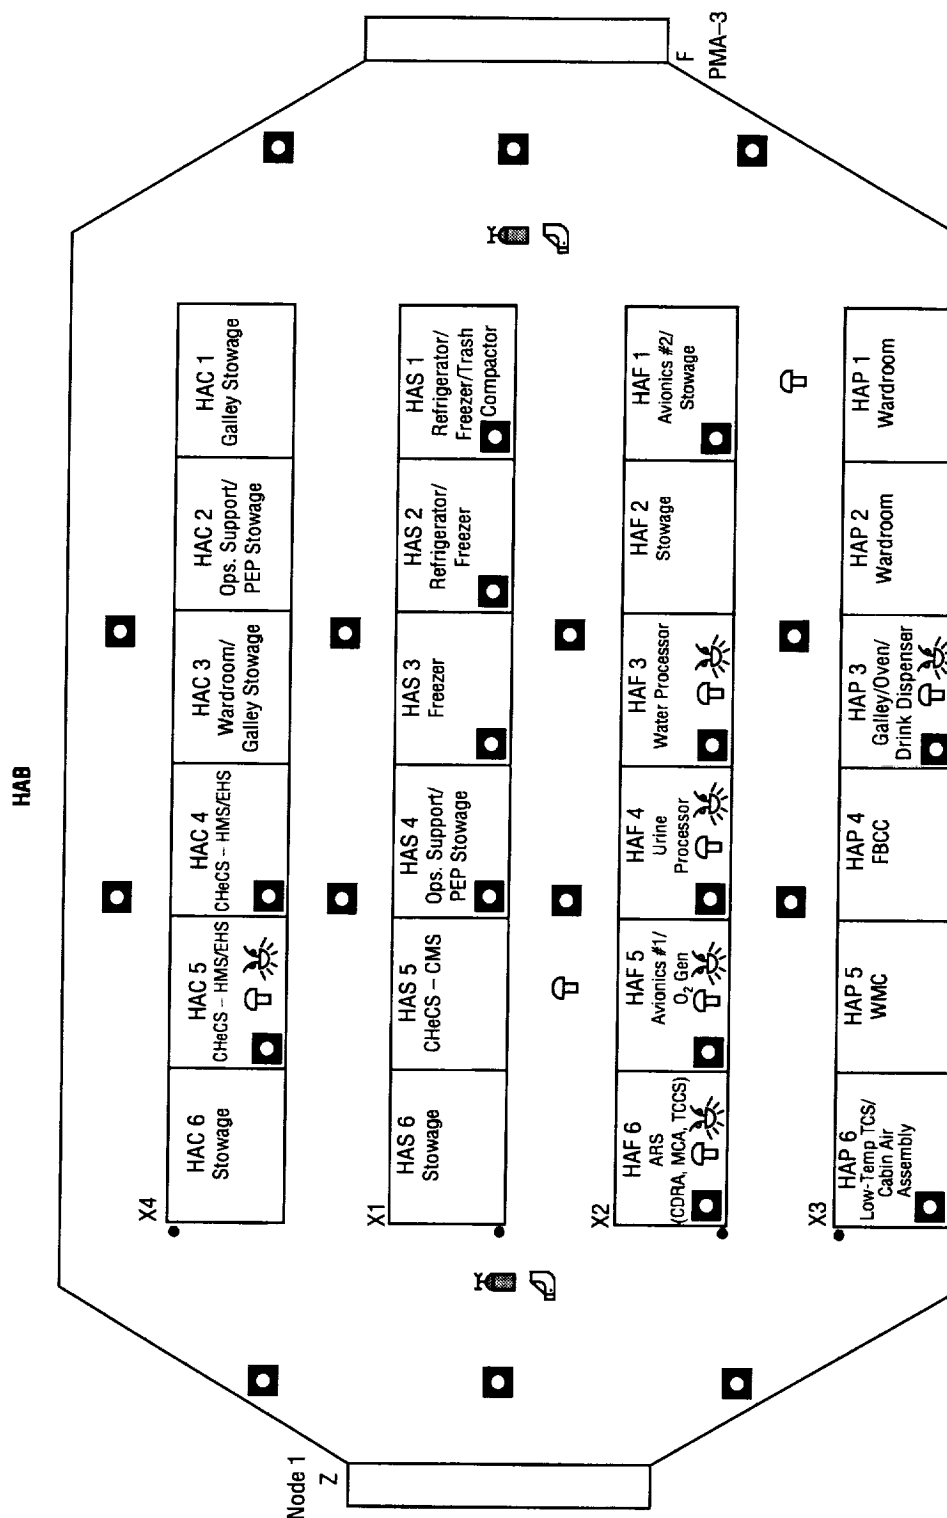 HAB
Node 1
Z
F
PMA–3
X4
HAC 6
Stowage
HAC 5
CHeCS – HMS/EHS
HAC 4
CHeCS – HMS/EHS
HAC 3
Wardroom/
Galley Stowage
HAC 2
Ops. Support/
PEP Stowage
HAC 1
Galley Stowage
X1
HAS 6
Stowage
HAS 5
CHeCS – CMS
HAS 4
Ops. Support/
PEP Stowage
HAS 3
Freezer
HAS 2
Refrigerator/
Freezer
HAS 1
Refrigerator/
Freezer/Trash
Compactor
X2
HAF 6
ARS
(CDRA, MCA, TCCS)
HAF 5
Avionics #1/
O2 Gen
HAF 4
Urine
Processor
HAF 3
Water Processor
HAF 2
Stowage
HAF 1
Avionics #2/
Stowage
X3
HAP 6
Low-Temp TCS/
Cabin Air
Assembly
HAP 5
WMC
HAP 4
FBCC
HAP 3
Galley/Oven/
Drink Dispenser
HAP 2
Wardroom
HAP 1
Wardroom